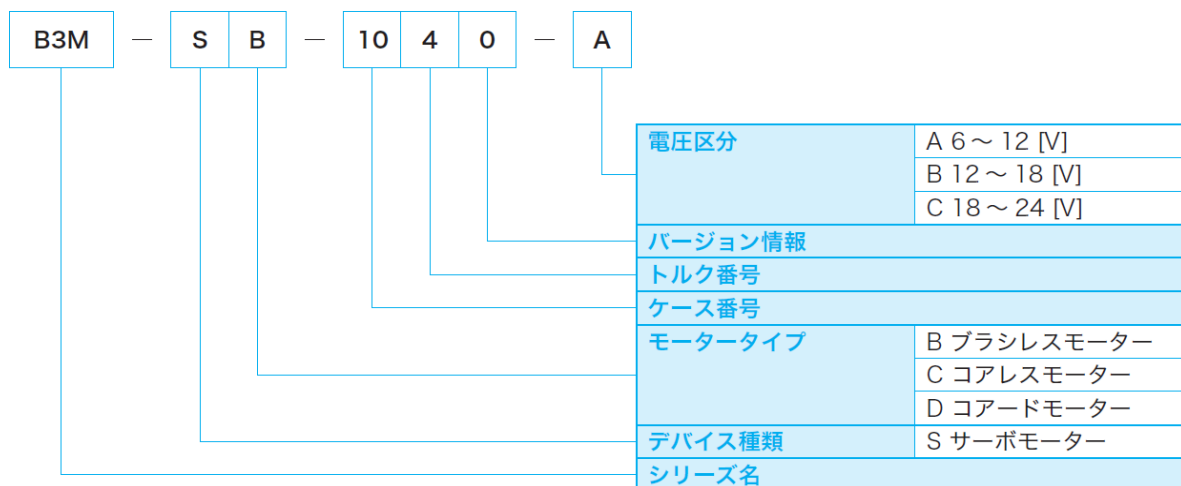 B3M — S B — 10 4 0 — A
電圧区分 A 6～12 [V]
B 12～18 [V]
C 18～24 [V]
バージョン情報
トルク番号
ケース番号
モータータイプ B ブラシレスモーター
C コアレスモーター
D コアードモーター
デバイス種類 S サーボモーター
シリーズ名